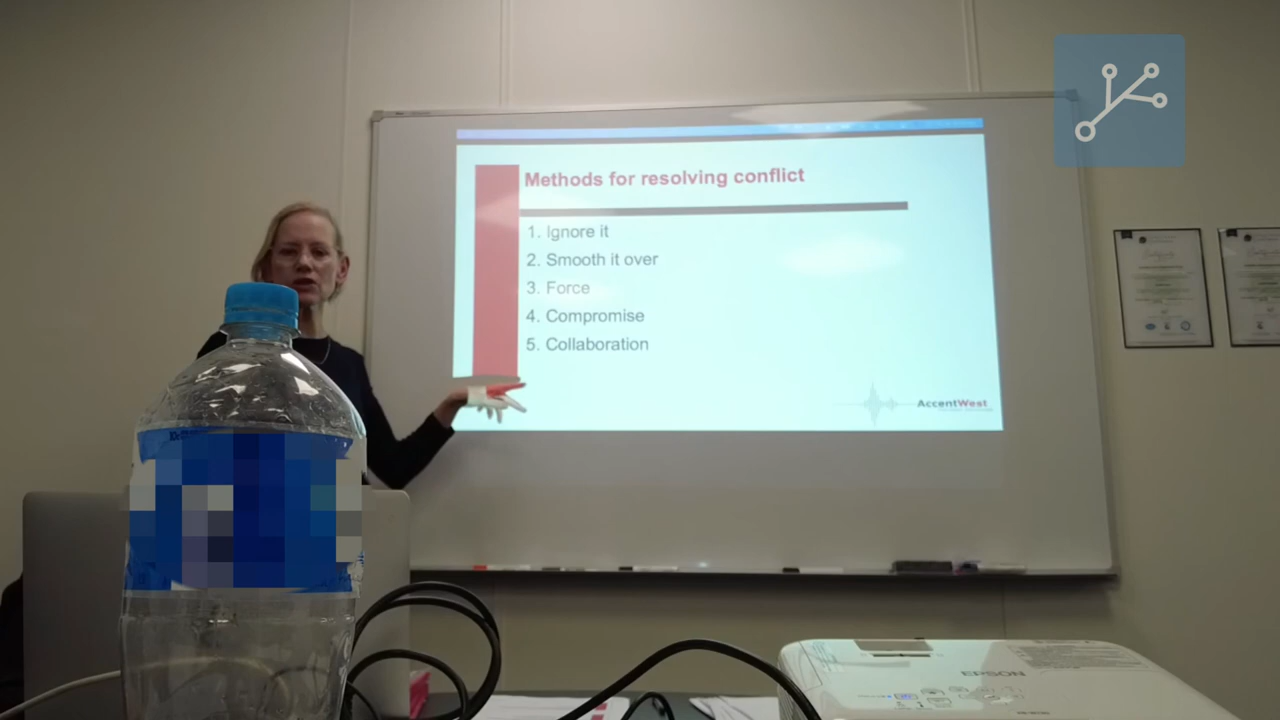 Methods for resolving conflict
1. Ignore it
2. Smooth it over
3. Force
4. Compromise
5. Collaboration
AccentWest
EPSON